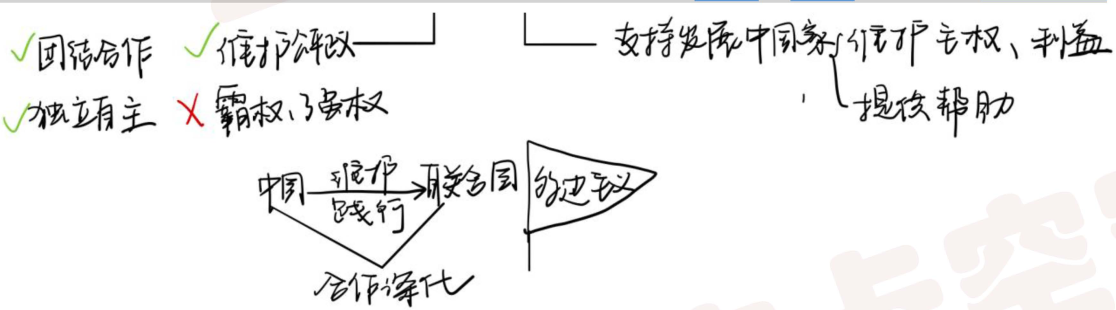 ✓团结合作 ✓维护正义 支持发展中国家 维护主权、利益
✓独立自主 ✗霸权、强权 提供帮助
中国 维护 联合国 多边主义
践行
合作深化